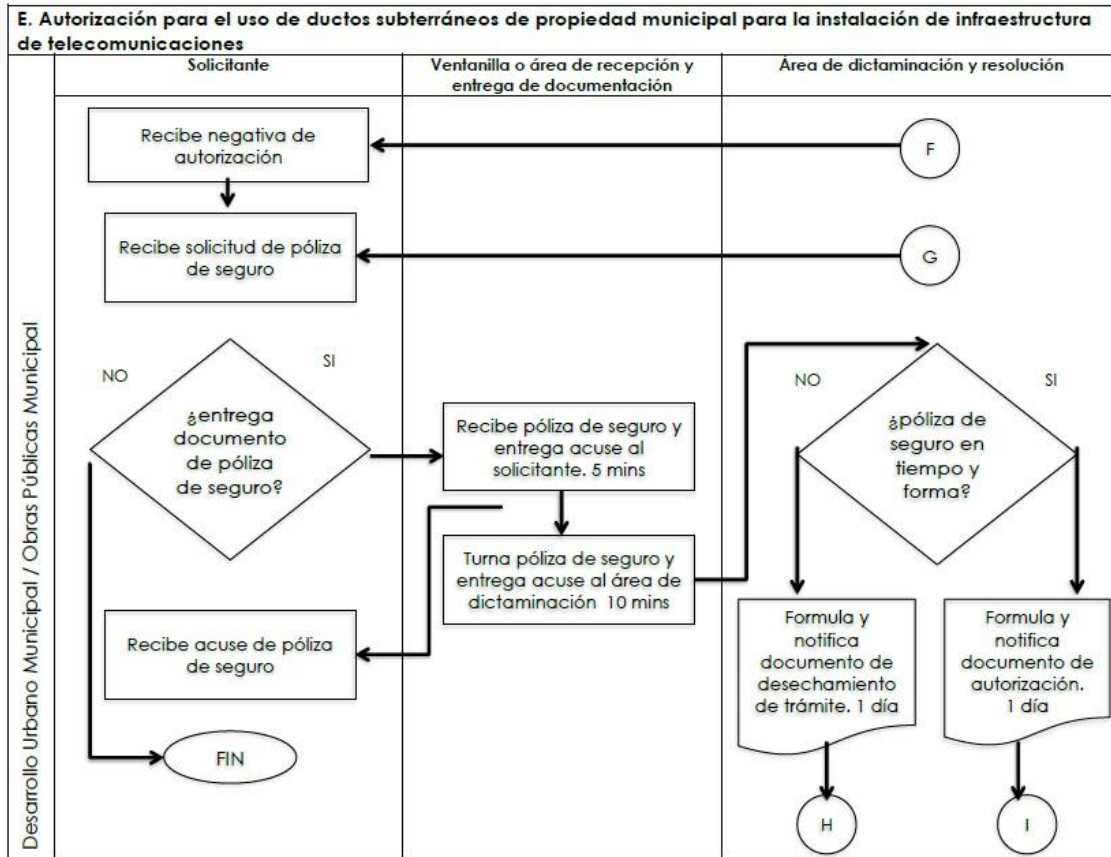 E. Autorización para el uso de ductos subterráneos de propiedad municipal para la instalación de infraestructura
de telecomunicaciones
Solicitante
Ventanilla o área de recepción y
entrega de documentación
Área de dictaminación y resolución
Desarrollo Urbano Municipal / Obras Públicas Municipal
Recibe negativa de
autorización
F
Recibe solicitud de póliza
de seguro
G
NO
SI
¿entrega
documento
de póliza
de seguro?
Recibe póliza de seguro y
entrega acuse al
solicitante. 5 mins
NO
SI
¿póliza de
seguro en
tiempo y
forma?
Turna póliza de seguro y
entrega acuse al área de
dictaminación 10 mins
Recibe acuse de póliza
de seguro
Formula y
notifica
documento de
desechamiento
de trámite. 1 día
Formula y
notifica
documento de
autorización.
1 día
FIN
H
I